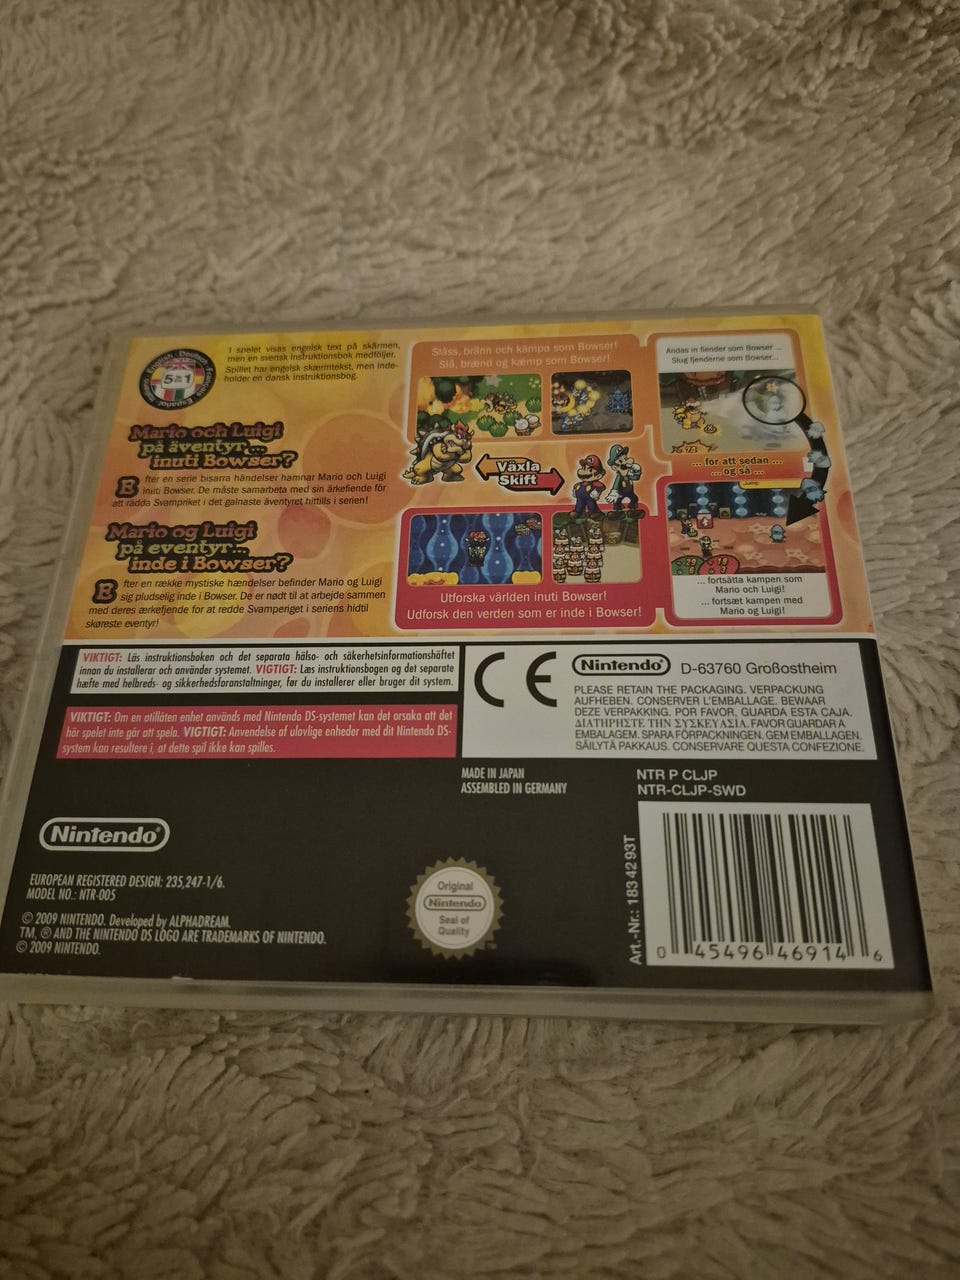 English · Deutsch · Français · Español · Italiano
5 in 1
I spelet visas engelsk text på skärmen,
men en svensk instruktionsbok medföljer.
Spillet har engelsk skærmtekst, men inde-
holder en dansk instruktionsbog.
Mario och Luigi
på äventyr...
inuti Bowser?
Efter en serie bisarra händelser hamnar Mario och Luigi
inuti Bowser. De måste samarbeta med sin ärkefiende för
att rädda Svampriket i det galnaste äventyret hittills i serien!
Mario og Luigi
på eventyr...
inde i Bowser?
Efter en række mystiske hændelser befinder Mario og Luigi
sig pludselig inde i Bowser. De er nødt til at arbejde sammen
med deres ærkefjende for at redde Svamperiget i seriens hidtil
skøreste eventyr!
Slåss, bränn och kämpa som Bowser!
Slå, brænd og kæmp som Bowser!
Växla
Skift
Utforska världen inuti Bowser!
Udforsk den verden som er inde i Bowser!
Andas in fiender som Bowser ...
Slug fjenderne som Bowser...
... för att sedan ...
... og så ...
Jump
... fortsätta kampen som
Mario och Luigi!
... fortsæt kampen med
Mario og Luigi!
VIKTIGT: Läs instruktionsboken och det separata hälso- och säkerhetsinformationshäftet
innan du installerar och använder systemet. VIGTIGT: Læs instruktionsbogen og det separate
hæfte med helbreds- og sikkerhedsforanstaltninger, før du installerer eller bruger dit system.
VIKTIGT: Om en otillåten enhet används med Nintendo DS-systemet kan det orsaka att det
här spelet inte går att spela. VIGTIGT: Anvendelse af ulovlige enheder med dit Nintendo DS-
system kan resultere i, at dette spil ikke kan spilles.
CE
Nintendo®
D-63760 Großostheim
PLEASE RETAIN THE PACKAGING. VERPACKUNG
AUFHEBEN. CONSERVER L'EMBALLAGE. BEWAAR
DEZE VERPAKKING. POR FAVOR, GUARDA ESTA CAJA.
ΔΙΑΤΗΡΗΣΤΕ ΤΗΝ ΣΥΣΚΕΥΑΣΙΑ. FAVOR GUARDAR A
EMBALAGEM. SPARA FÖRPACKNINGEN. GEM EMBALLAGEN.
SÄILYTÄ PAKKAUS. CONSERVARE QUESTA CONFEZIONE.
MADE IN JAPAN
ASSEMBLED IN GERMANY
NTR P CLJP
NTR-CLJP-SWD
Nintendo®
EUROPEAN REGISTERED DESIGN: 235,247-1/6.
MODEL NO.: NTR-005
© 2009 NINTENDO. Developed by ALPHADREAM.
TM, ® AND THE NINTENDO DS LOGO ARE TRADEMARKS OF NINTENDO.
© 2009 NINTENDO.
Original
Nintendo
Seal of
Quality
TM
Art.-Nr.: 183 42 93T
0 45496 46914 6